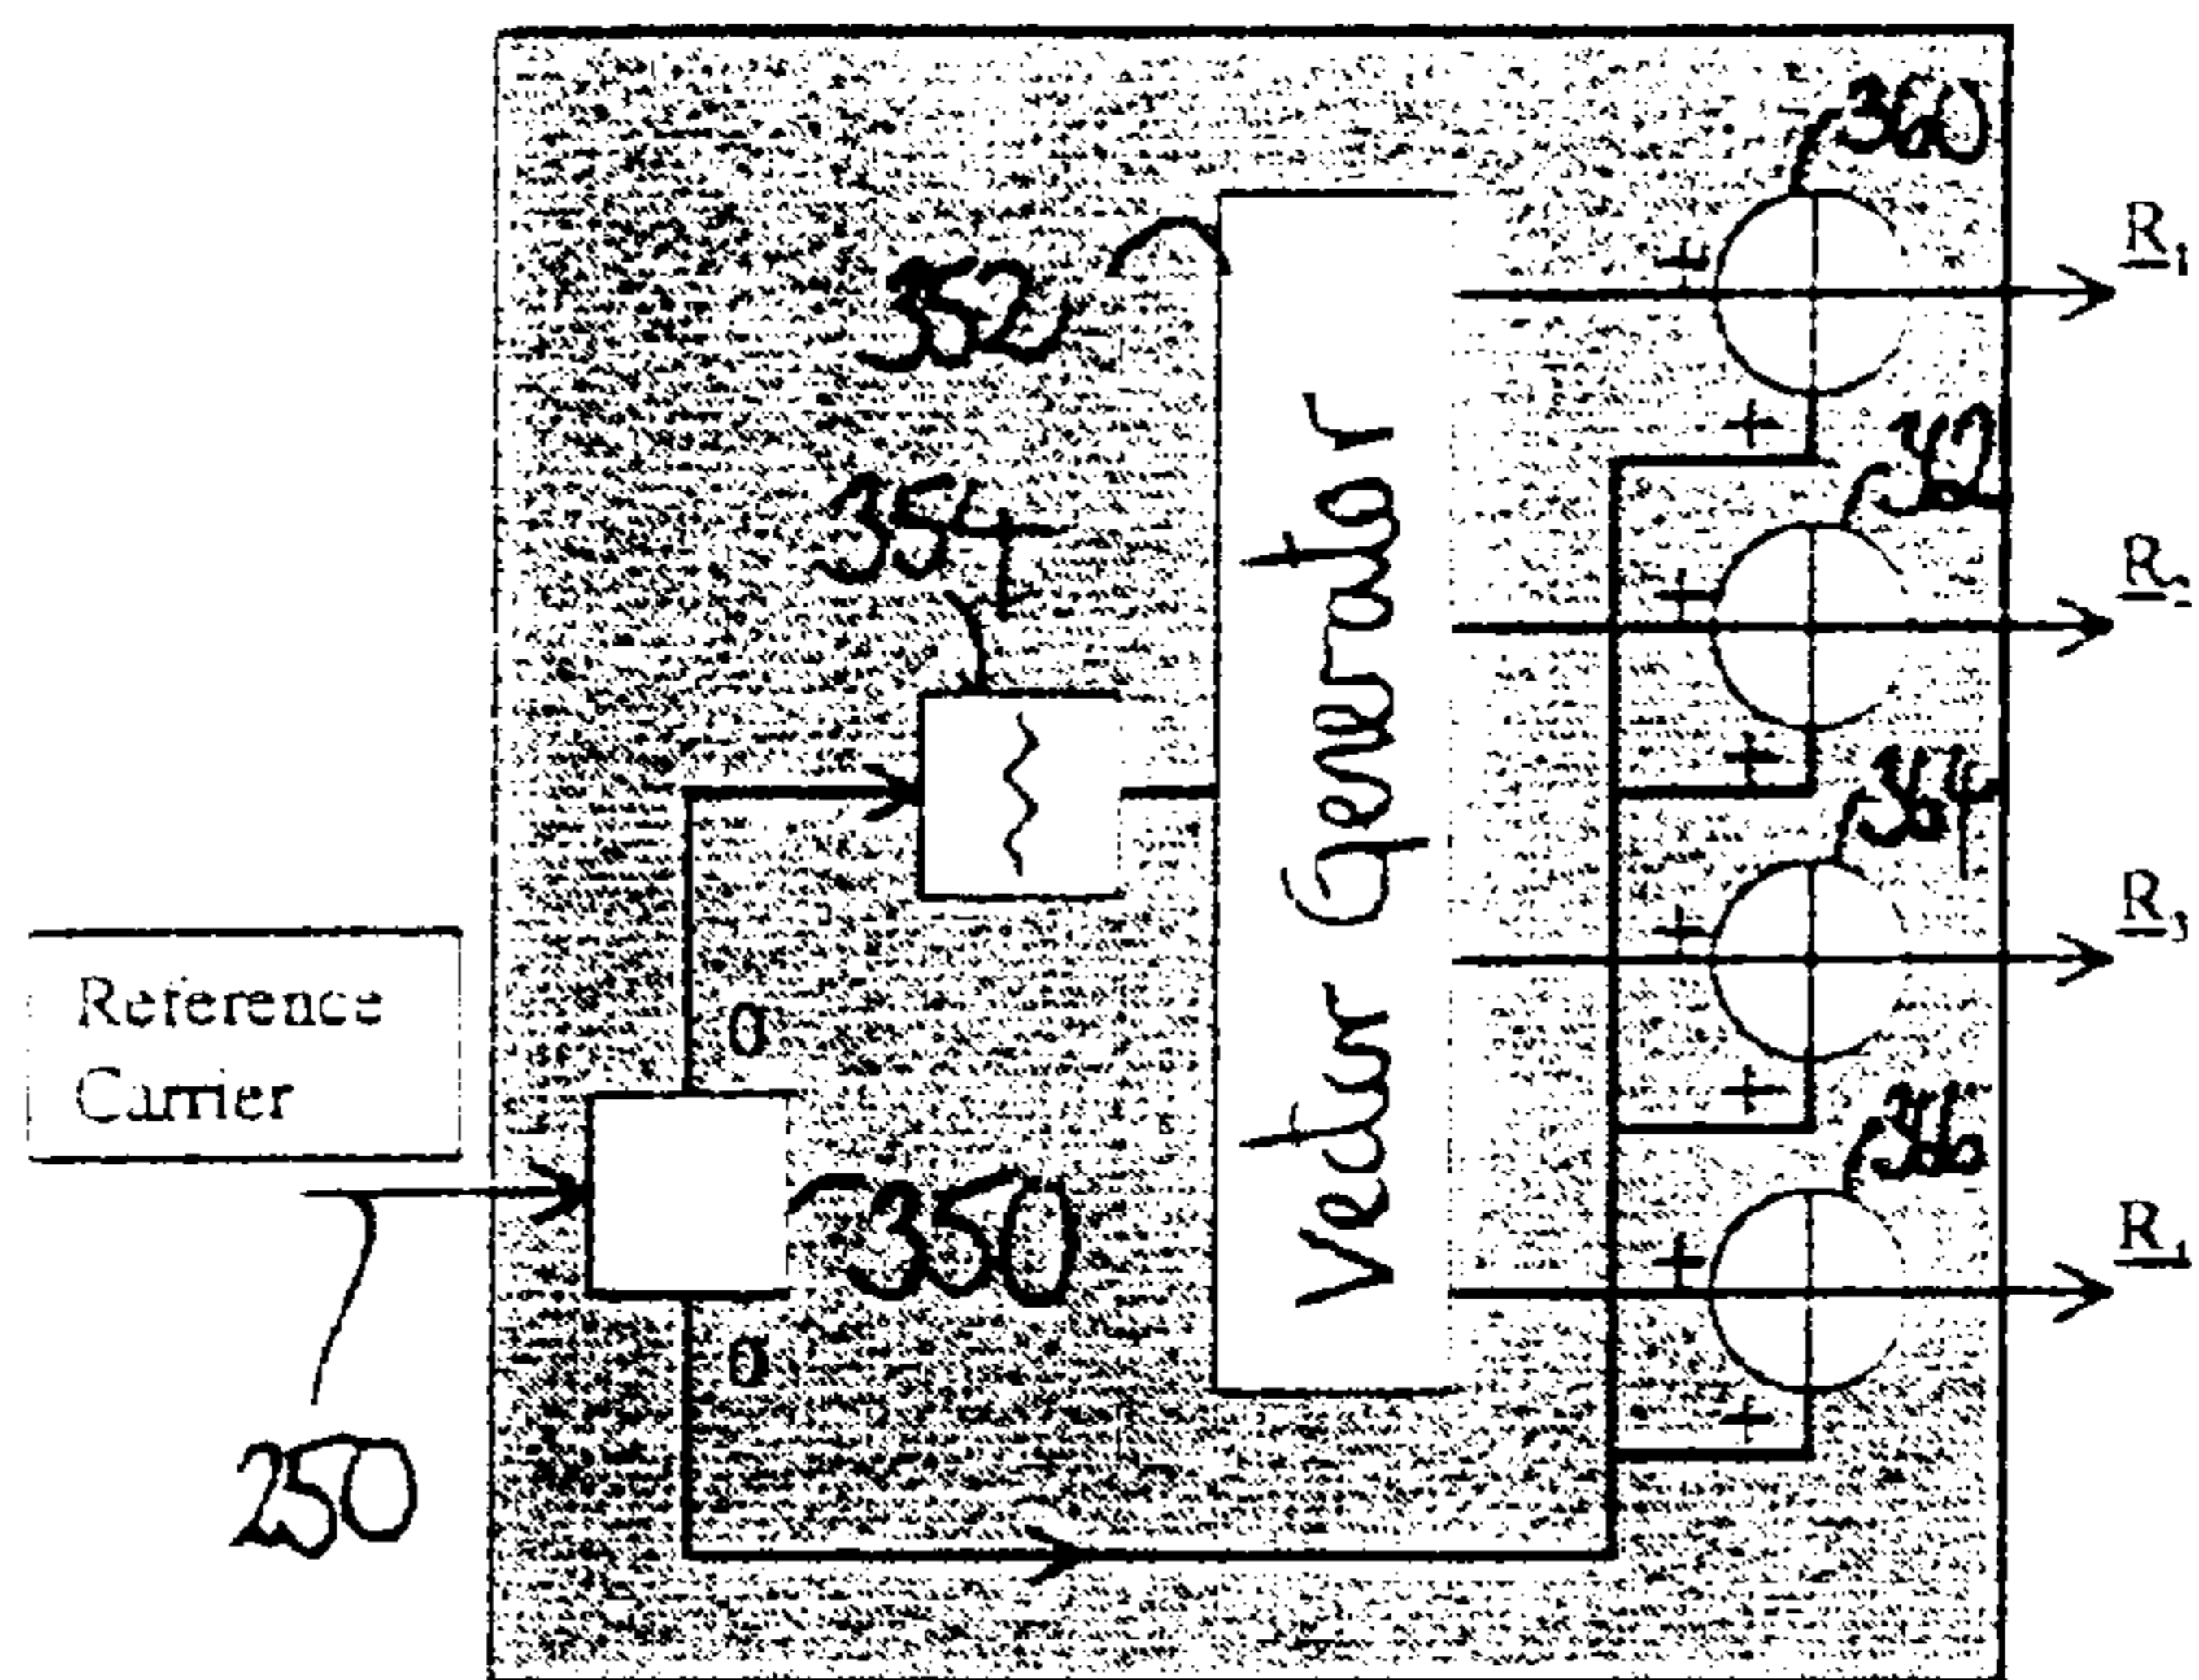 360
R1
352
+
+
362
354
+
R2
+
364
Vector Generator
+
R3
Reference
Carrier
0
+
366
350
+
R4
0
+
250